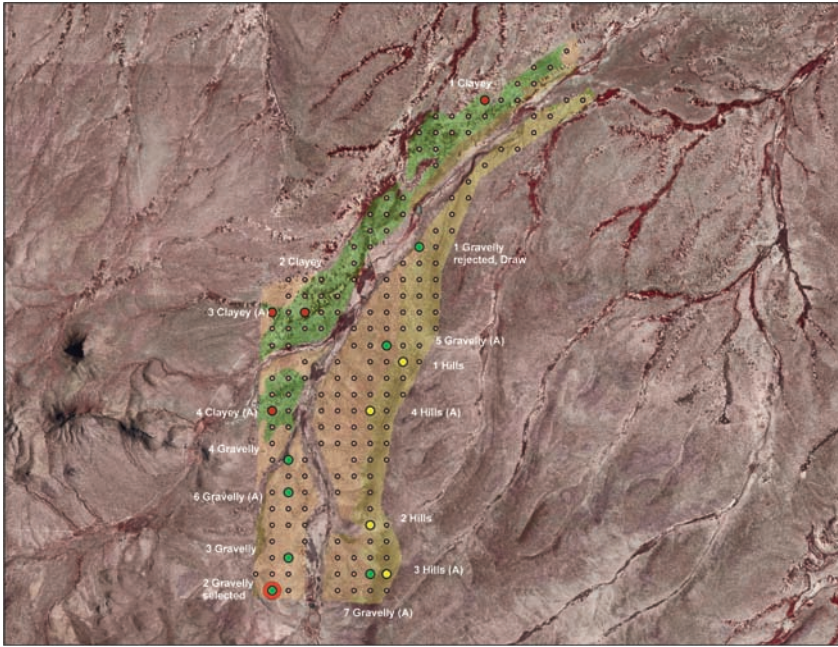 1 Clayey
1 Gravelly
rejected, Draw
2 Clayey
3 Clayey (A)
5 Gravelly (A)
1 Hills
4 Clayey (A)
4 Hills (A)
4 Gravelly
6 Gravelly (A)
2 Hills
3 Gravelly
3 Hills (A)
2 Gravelly
selected
7 Gravelly (A)